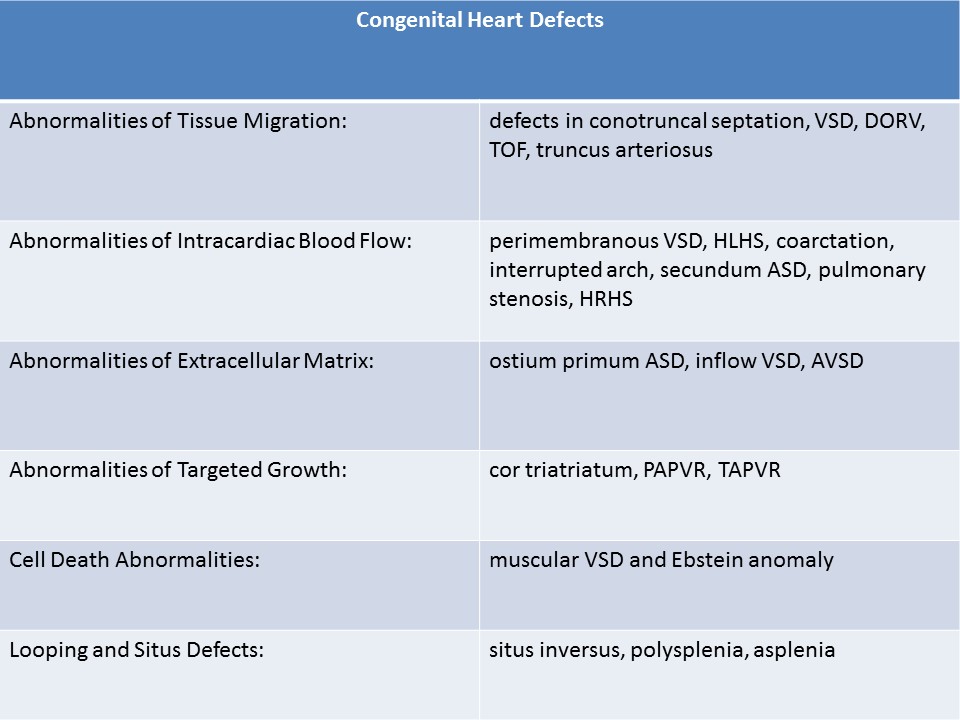 Congenital Heart Defects
Abnormalities of Tissue Migration:
defects in conotruncal septation, VSD, DORV,
TOF, truncus arteriosus
Abnormalities of Intracardiac Blood Flow:
perimembranous VSD, HLHS, coarctation,
interrupted arch, secundum ASD, pulmonary
stenosis, HRHS
Abnormalities of Extracellular Matrix:
ostium primum ASD, inflow VSD, AVSD
Abnormalities of Targeted Growth:
cor triatriatum, PAPVR, TAPVR
Cell Death Abnormalities:
muscular VSD and Ebstein anomaly
Looping and Situs Defects:
situs inversus, polysplenia, asplenia